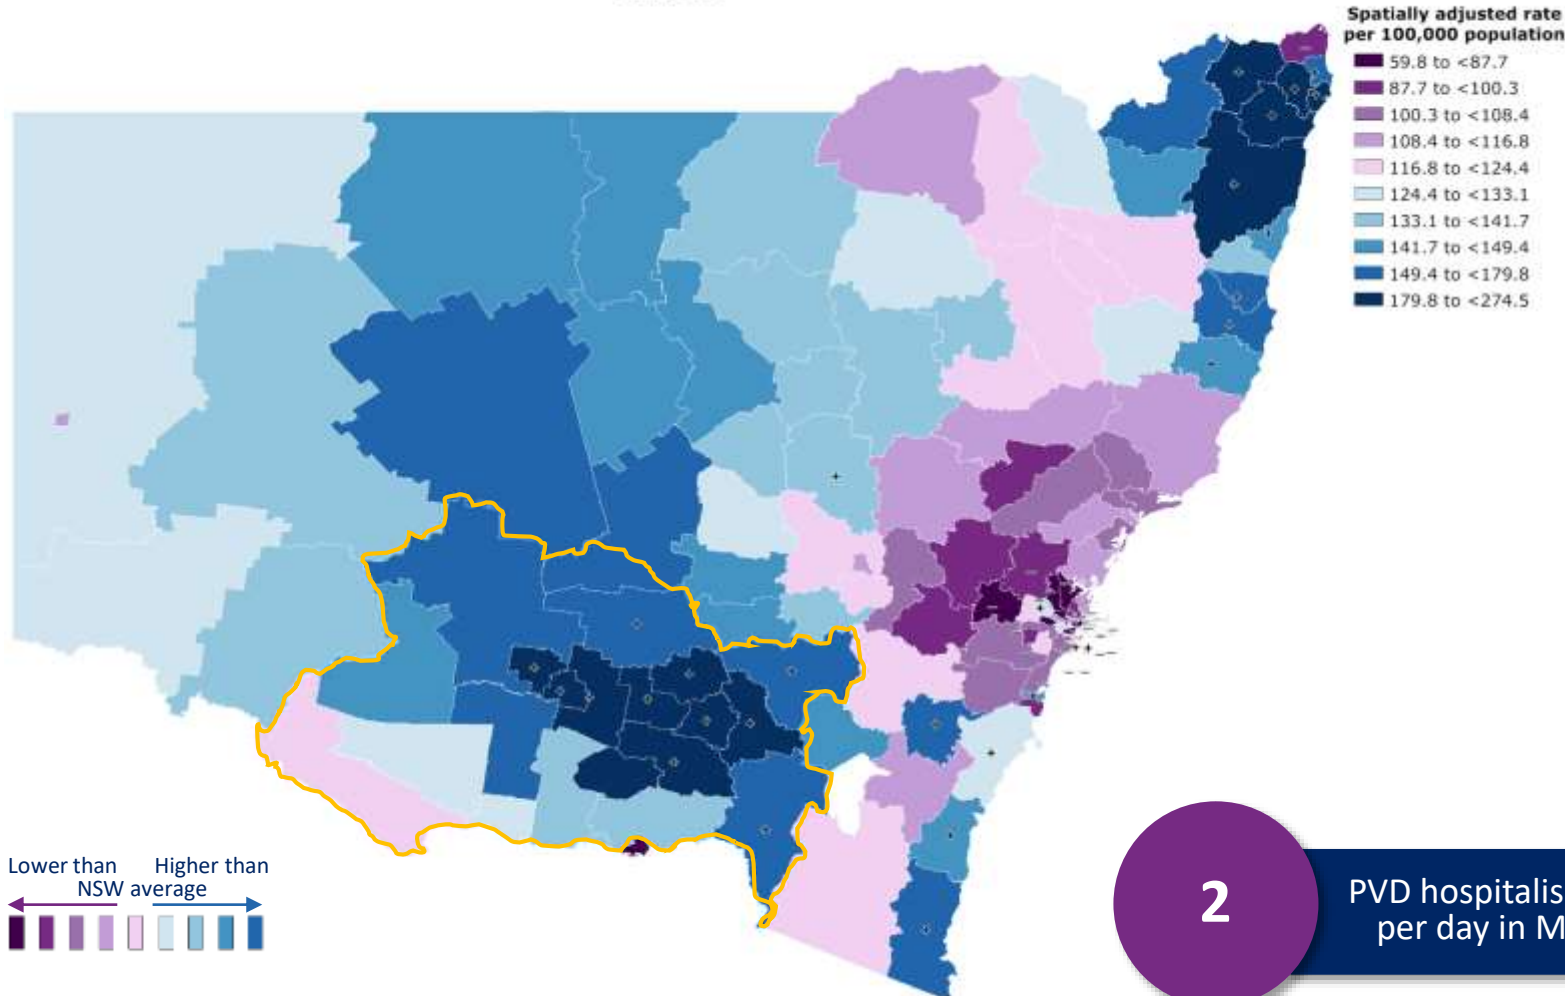 Spatially adjusted rate
per 100,000 population
59.8 to <87.7
87.7 to <100.3
100.3 to <108.4
108.4 to <116.8
116.8 to <124.4
124.4 to <133.1
133.1 to <141.7
141.7 to <149.4
149.4 to <179.8
179.8 to <274.5
Lower than Higher than
NSW average
2
PVD hospitalis
per day in M